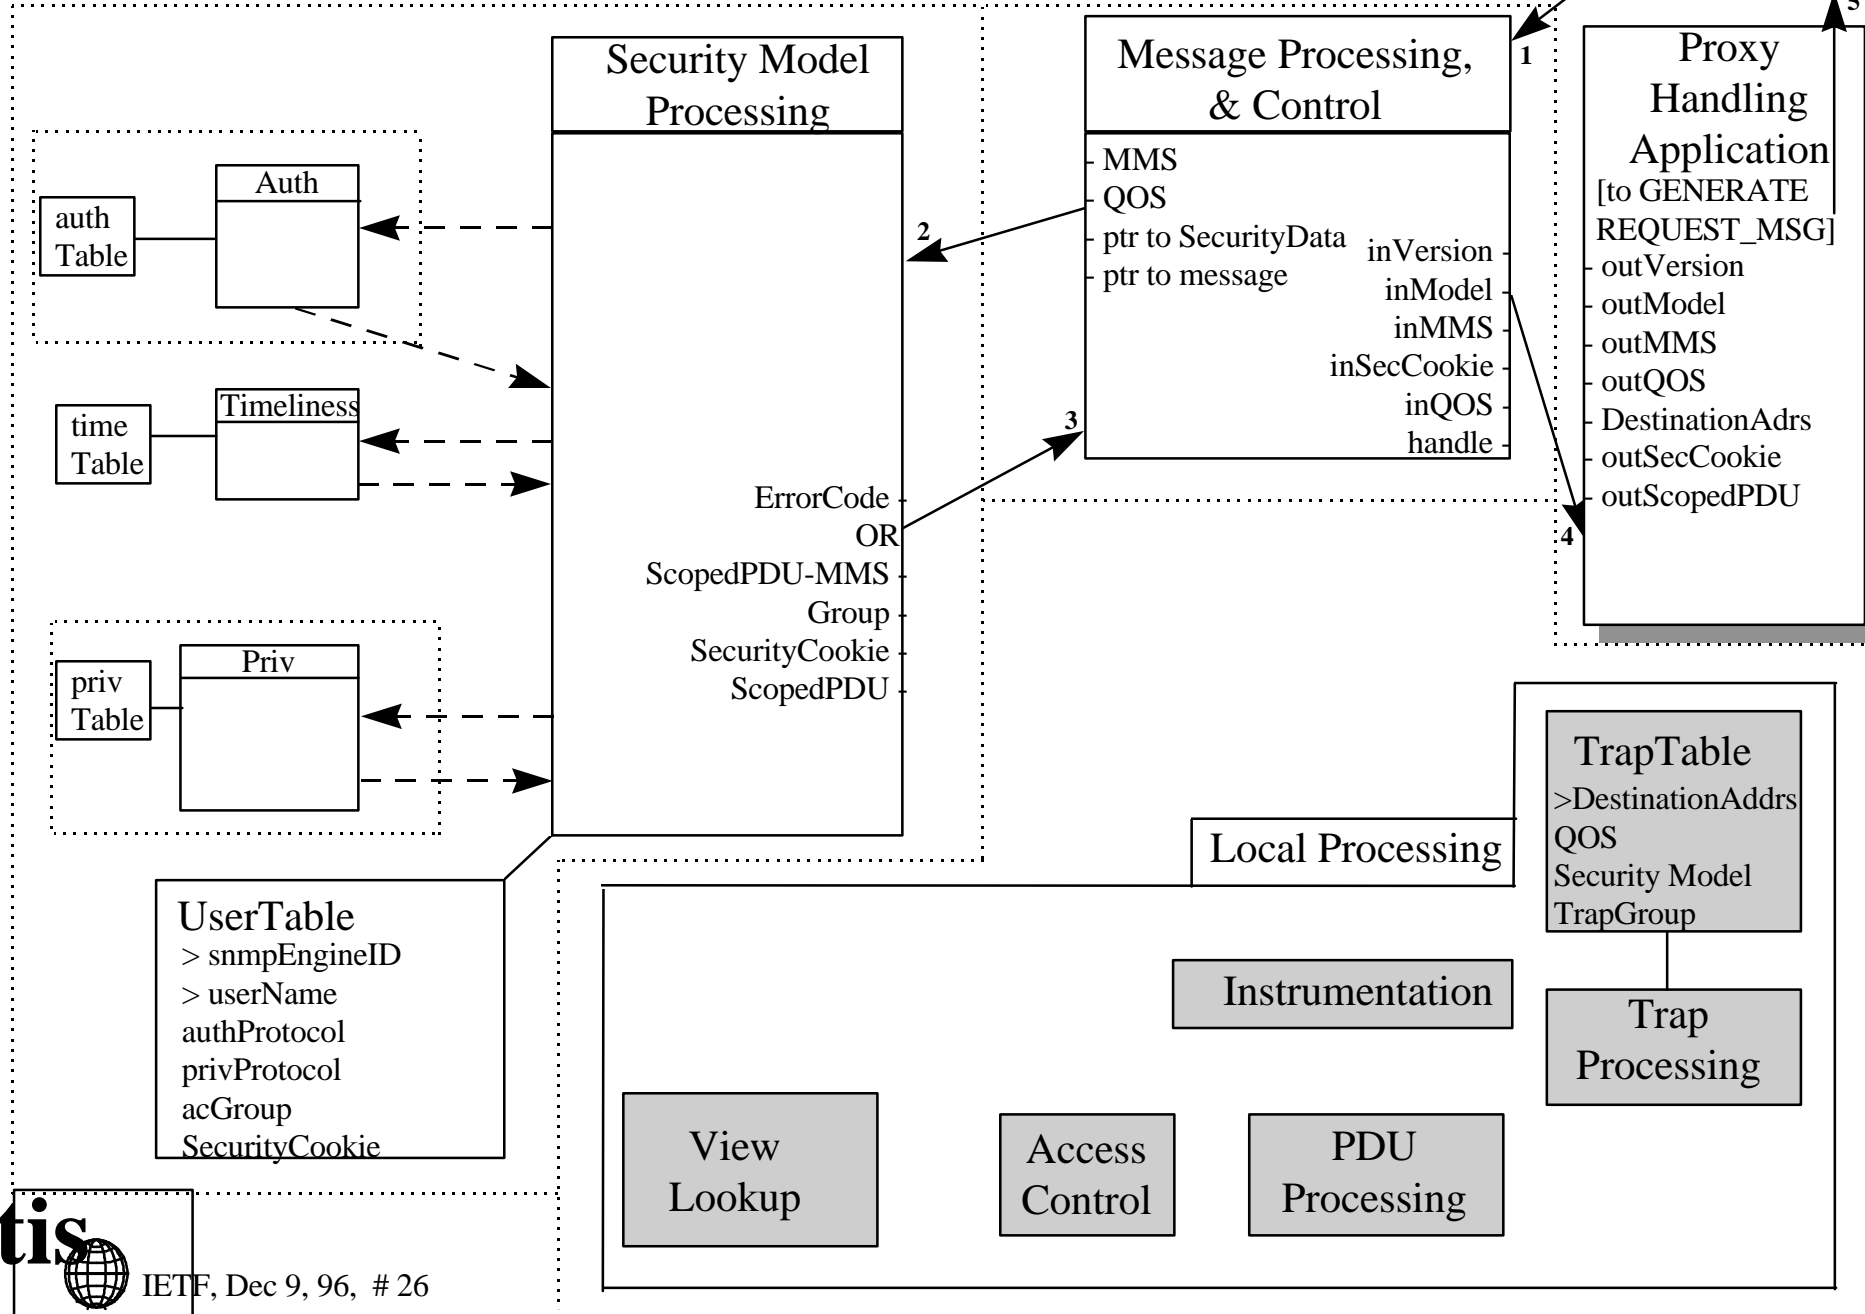 Security Model
Processing
Message Processing,
& Control
1
5
Proxy
Handling
Application
[to GENERATE
REQUEST_MSG]
outVersion
outModel
outMMS
outQOS
DestinationAdrs
outSecCookie
outScopedPDU
4
MMS
QOS
ptr to SecurityData
ptr to message
inVersion
inModel
inMMS
inSecCookie
inQOS
handle
2
3
Auth
auth
Table
Timeliness
time
Table
Priv
priv
Table
ErrorCode
OR
ScopedPDU-MMS
Group
SecurityCookie
ScopedPDU
UserTable
> snmpEngineID
> userName
authProtocol
privProtocol
acGroup
SecurityCookie
Local Processing
TrapTable
>DestinationAddrs
QOS
Security Model
TrapGroup
Instrumentation
Trap
Processing
View
Lookup
Access
Control
PDU
Processing
tis
IETF, Dec 9, 96, # 26